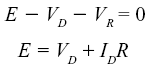 E − V_D − V_R = 0
E = V_D + I_D R